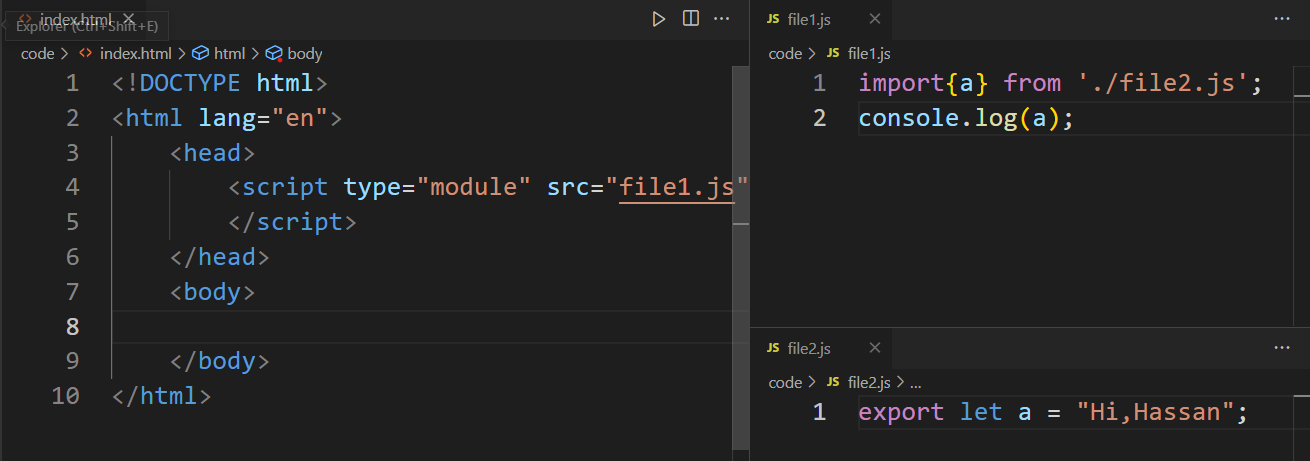 index.html
Explorer (Ctrl+Shift+E)
code > index.html > html > body
1 <!DOCTYPE html>
2 <html lang="en">
3 <head>
4 <script type="module" src="file1.js"
5 </script>
6 </head>
7 <body>
8
9 </body>
10 </html>
JS file1.js
code > JS file1.js
1 import{a} from './file2.js';
2 console.log(a);
JS file2.js
code > JS file2.js > ...
1 export let a = "Hi,Hassan";